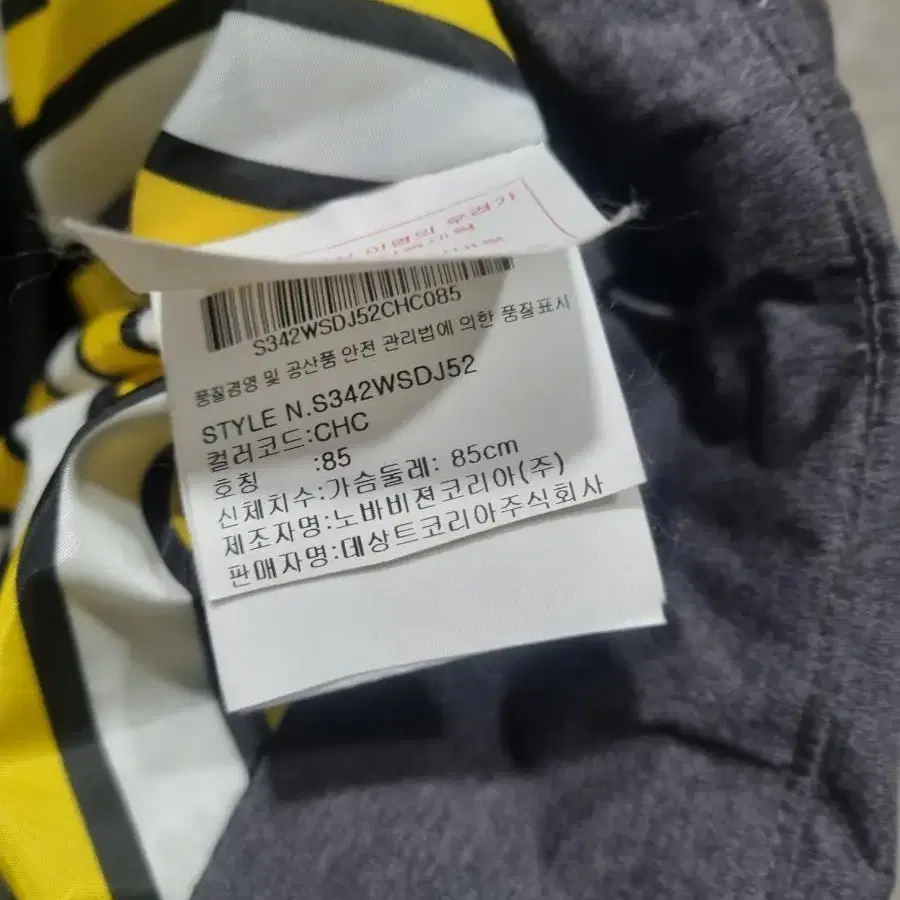 S342WSDJ52CHC085
품질경영 및 공산품 안전 관리법에 의한 품질표시
STYLE N.S342WSDJ52
컬러코드:CHC
호칭 :85
신체치수:가슴둘레: 85cm
제조자명:노바비젼코리아(주)
판매자명:데상트코리아주식회사